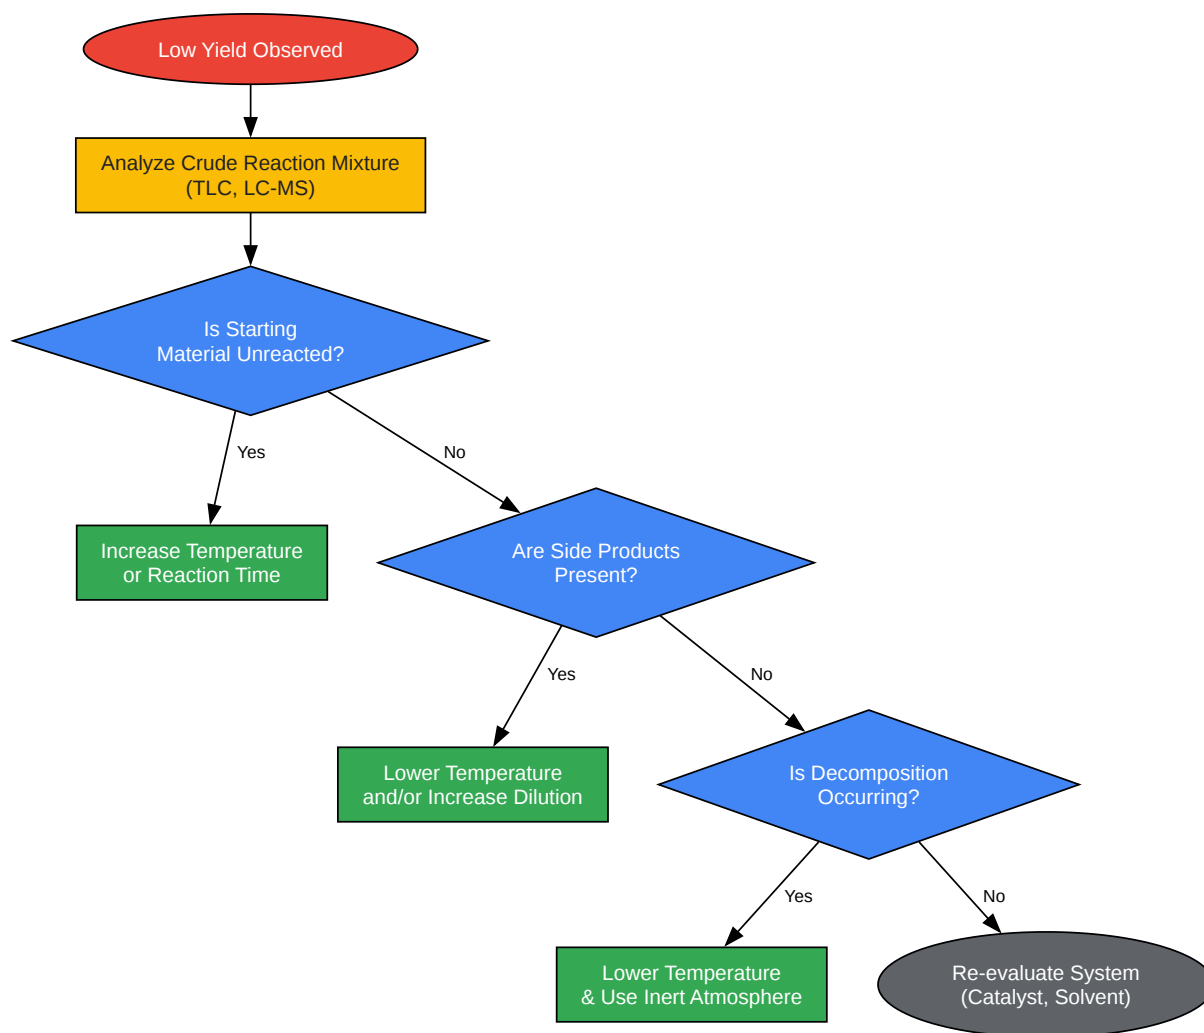 Low Yield Observed
Analyze Crude Reaction Mixture
(TLC, LC-MS)
Is Starting
Material Unreacted?
Yes
No
Increase Temperature
or Reaction Time
Are Side Products
Present?
Yes
No
Lower Temperature
and/or Increase Dilution
Is Decomposition
Occurring?
Yes
No
Lower Temperature
& Use Inert Atmosphere
Re-evaluate System
(Catalyst, Solvent)